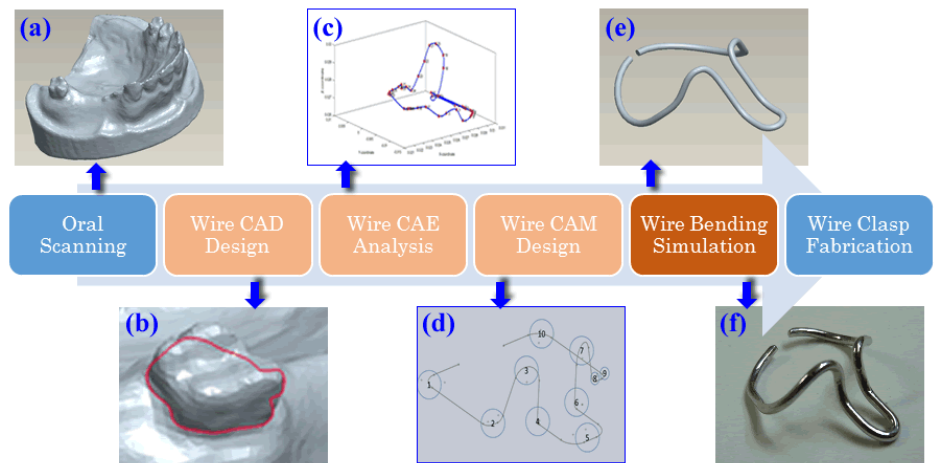 (a)
(c)
(e)
Oral
Scanning
Wire CAD
Design
Wire CAE
Analysis
Wire CAM
Design
Wire Bending
Simulation
Wire Clasp
Fabrication
(b)
(d)
10
7
3
9
8
1
6
2
4
5
(f)